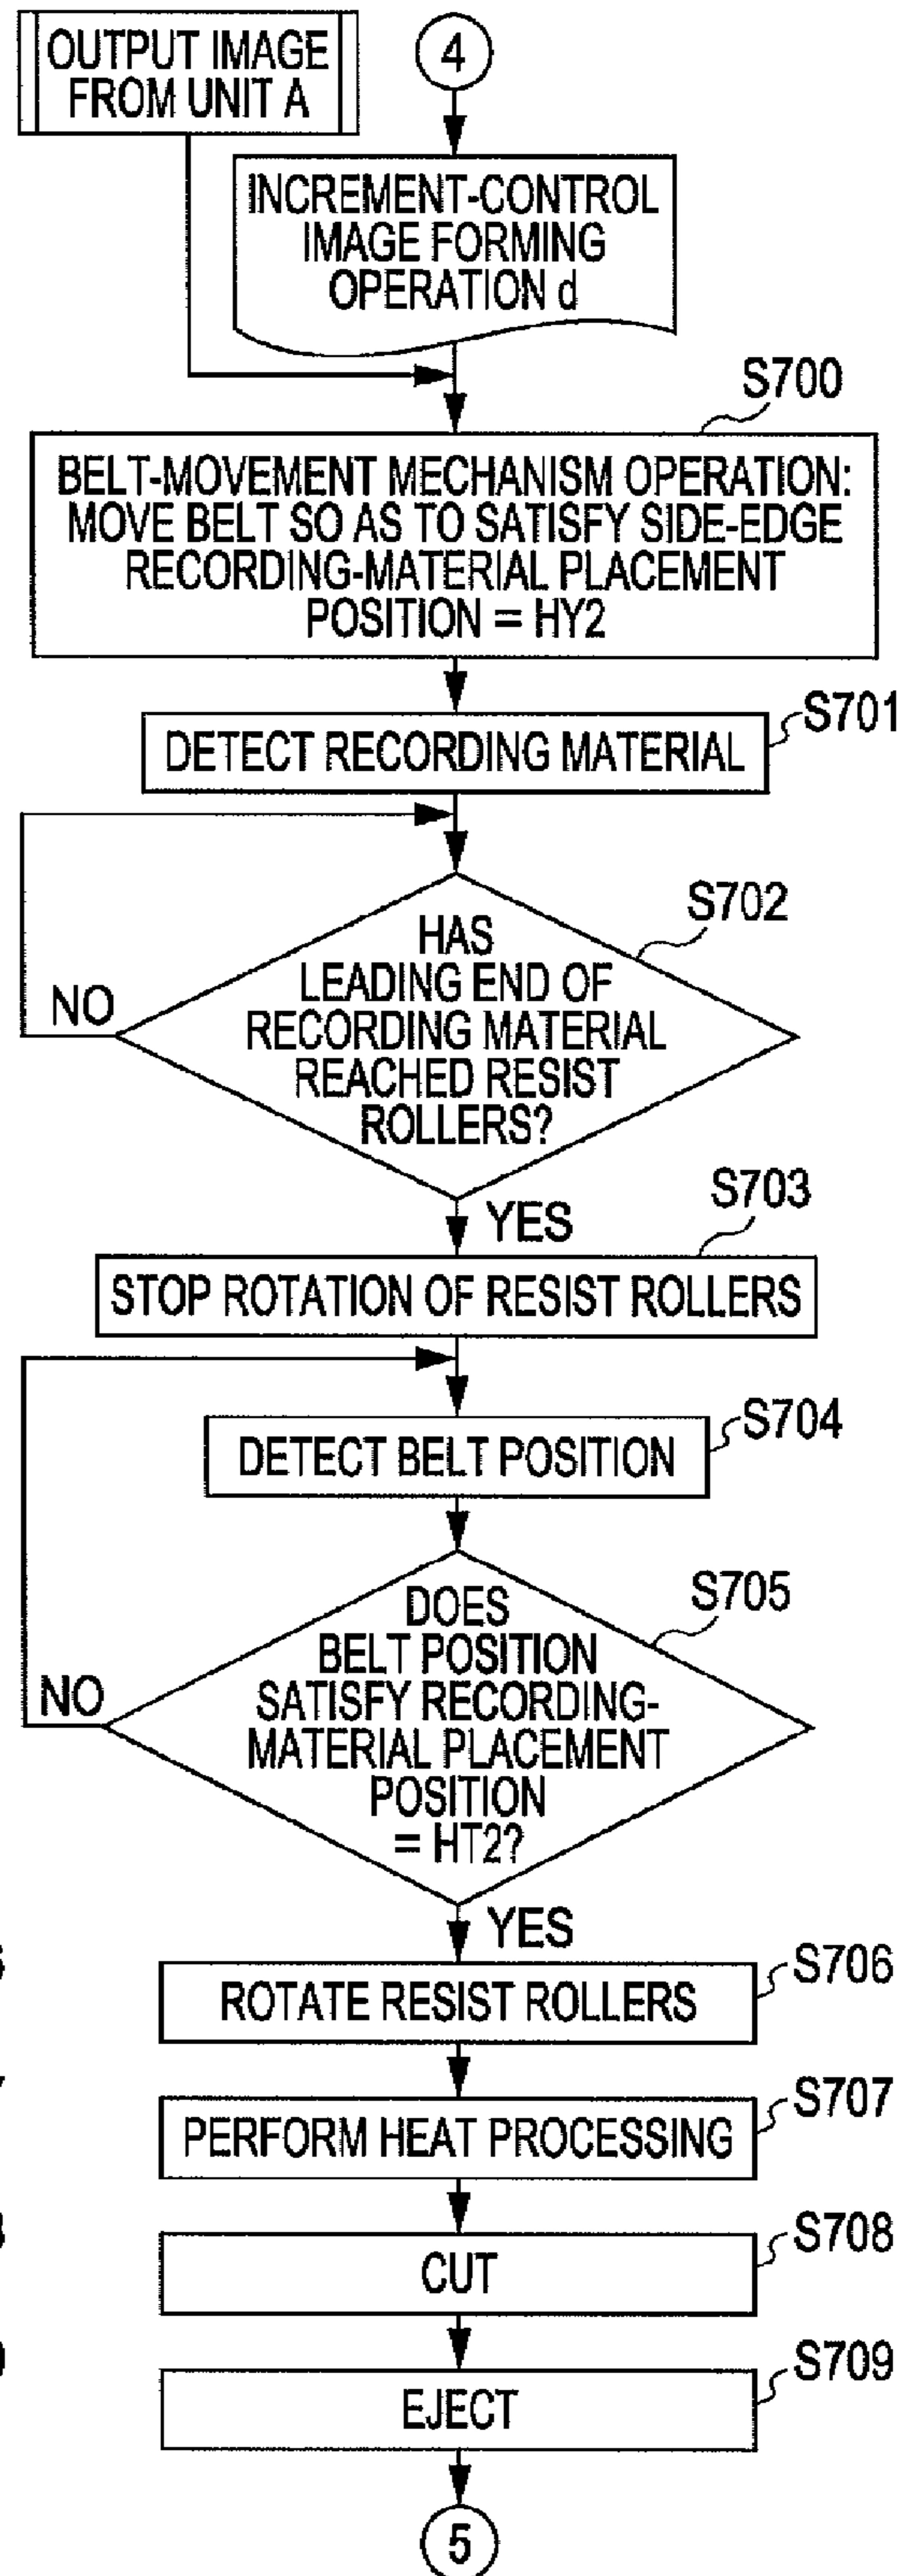 OUTPUT IMAGE
FROM UNIT A
4
INCREMENT-CONTROL
IMAGE FORMING
OPERATION d
S700
BELT-MOVEMENT MECHANISM OPERATION:
MOVE BELT SO AS TO SATISFY SIDE-EDGE
RECORDING-MATERIAL PLACEMENT
POSITION = HY2
S701
DETECT RECORDING MATERIAL
S702
HAS
LEADING END OF
RECORDING MATERIAL
REACHED RESIST
ROLLERS?
NO
YES
S703
STOP ROTATION OF RESIST ROLLERS
S704
DETECT BELT POSITION
S705
DOES
BELT POSITION
SATISFY RECORDING-
MATERIAL PLACEMENT
POSITION
= HT2?
NO
YES
S706
ROTATE RESIST ROLLERS
S707
PERFORM HEAT PROCESSING
S708
CUT
S709
EJECT
5